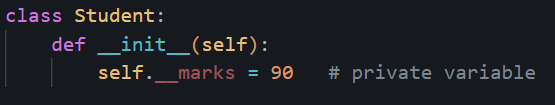 class Student:
    def __init__(self):
        self.__marks = 90   # private variable